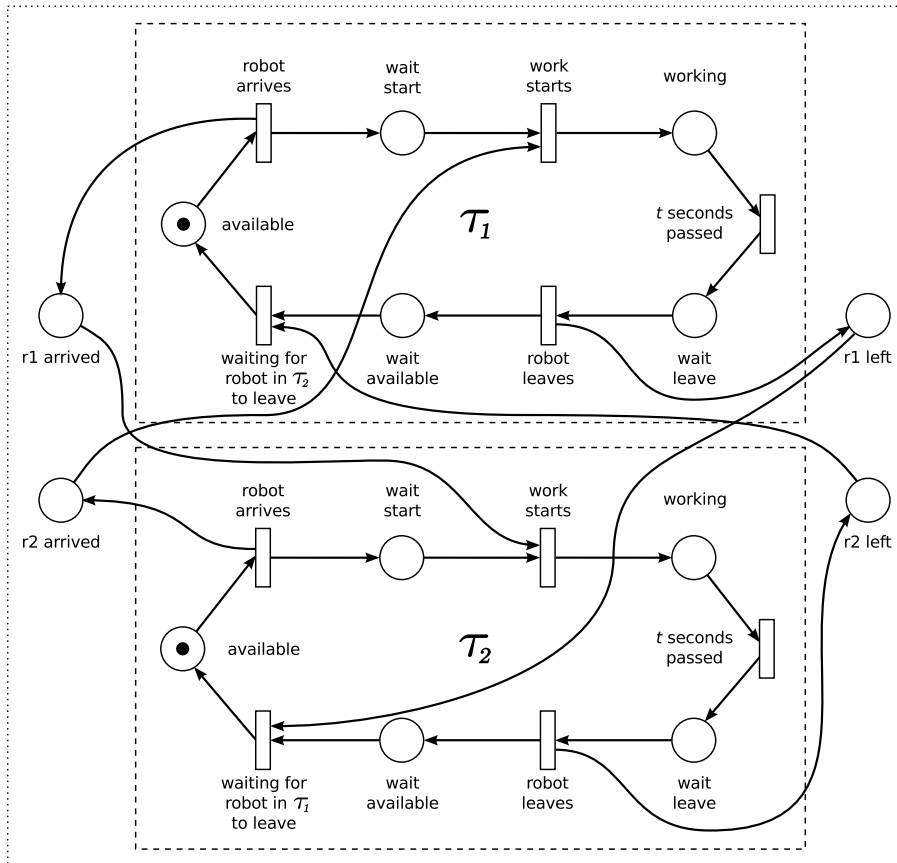 robot
arrives
wait
start
work
starts
working
available
τ1
t seconds
passed
r1 arrived
waiting for
robot in τ2
to leave
wait
available
robot
leaves
wait
leave
r1 left
r2 arrived
robot
arrives
wait
start
work
starts
working
r2 left
available
τ2
t seconds
passed
waiting for
robot in τ1
to leave
wait
available
robot
leaves
wait
leave